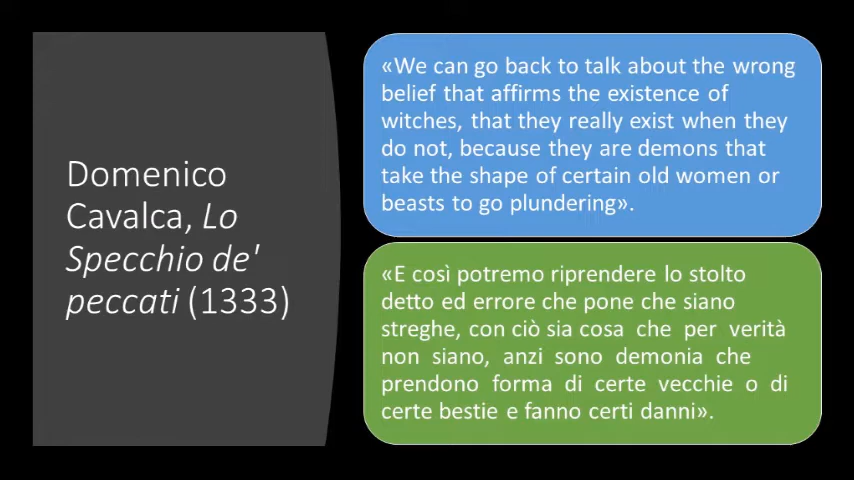 Domenico
Cavalca, Lo
Specchio de'
peccati (1333)
«We can go back to talk about the wrong
belief that affirms the existence of
witches, that they really exist when they
do not, because they are demons that
take the shape of certain old women or
beasts to go plundering».
«E così potremo riprendere lo stolto
detto ed errore che pone che siano
streghe, con ciò sia cosa che per verità
non siano, anzi sono demonia che
prendono forma di certe vecchie o di
certe bestie e fanno certi danni».